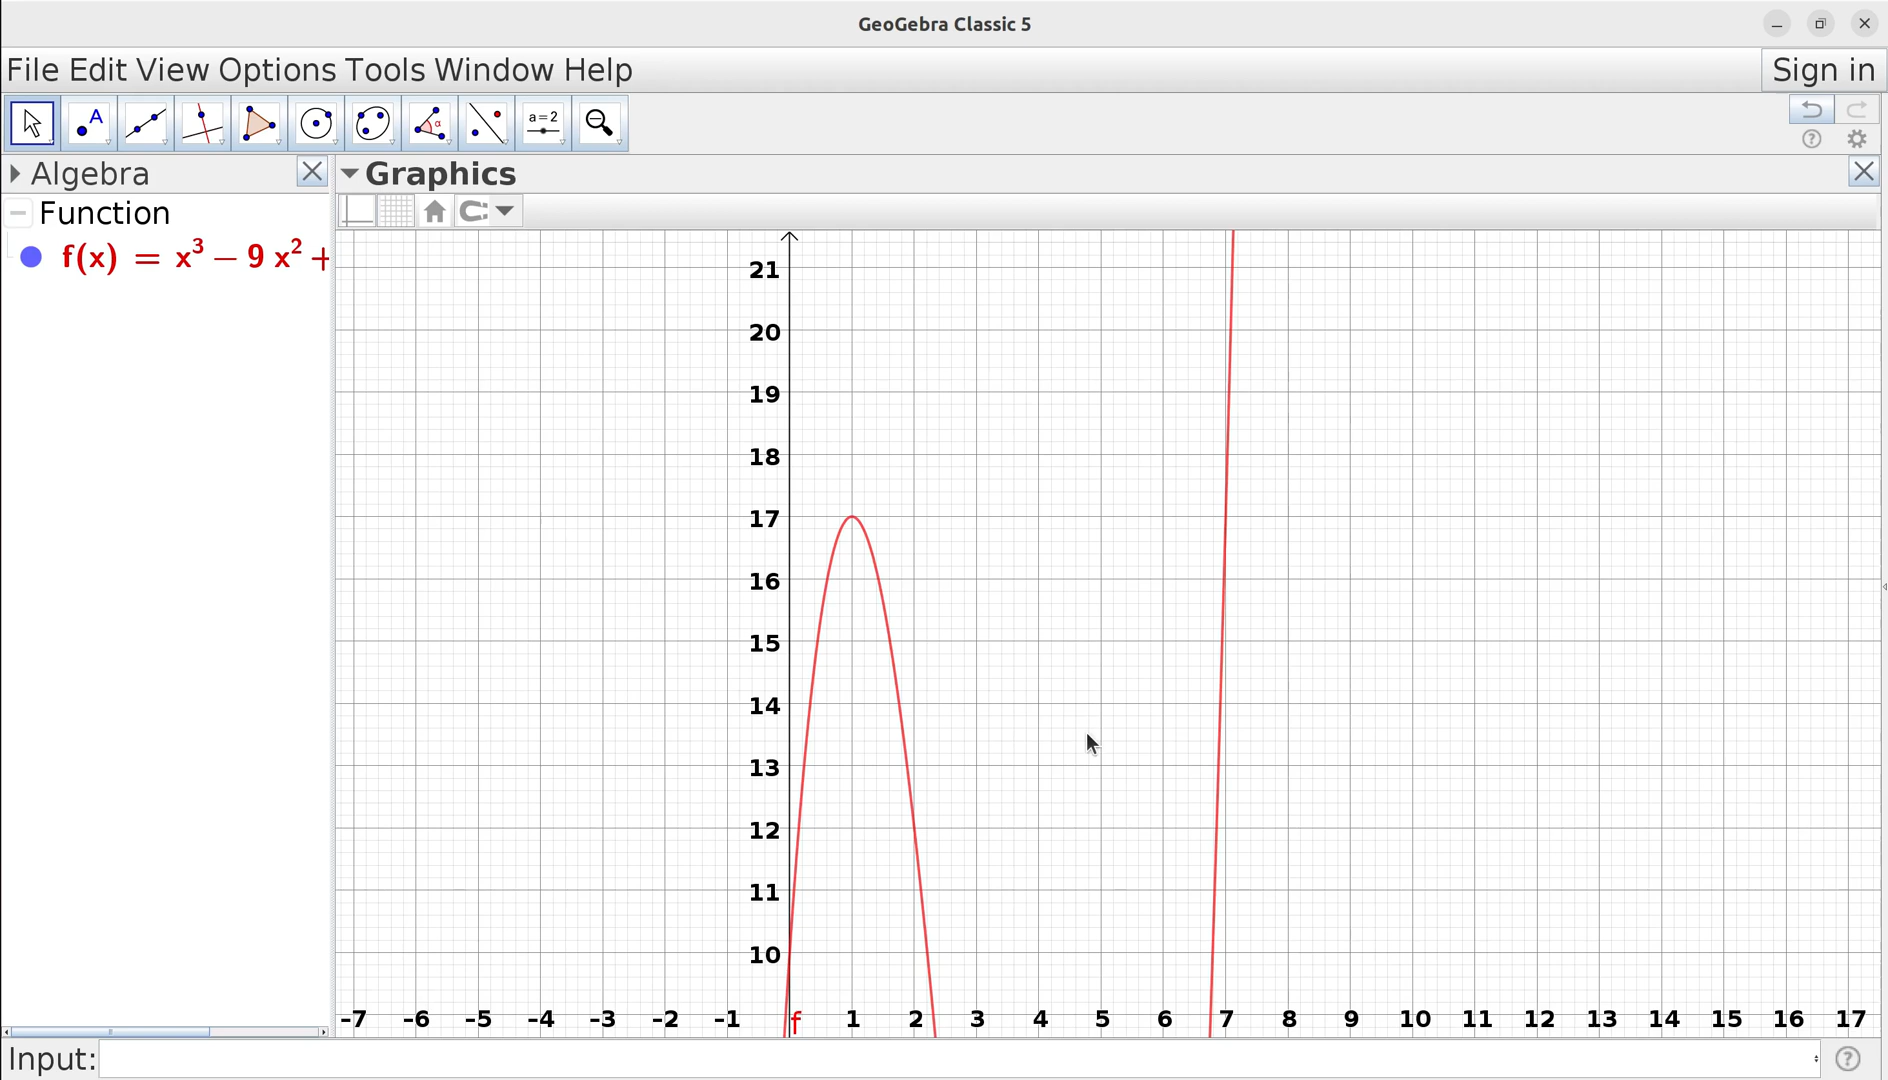 GeoGebra Classic 5
File Edit View Options Tools Window Help
Sign in
A
α
a=2
Algebra
Graphics
Function
f(x) = x³ – 9 x² +
21
20
19
18
17
16
15
14
13
12
11
10
-7 -6 -5 -4 -3 -2 -1 f 1 2 3 4 5 6 7 8 9 10 11 12 13 14 15 16 17
Input: